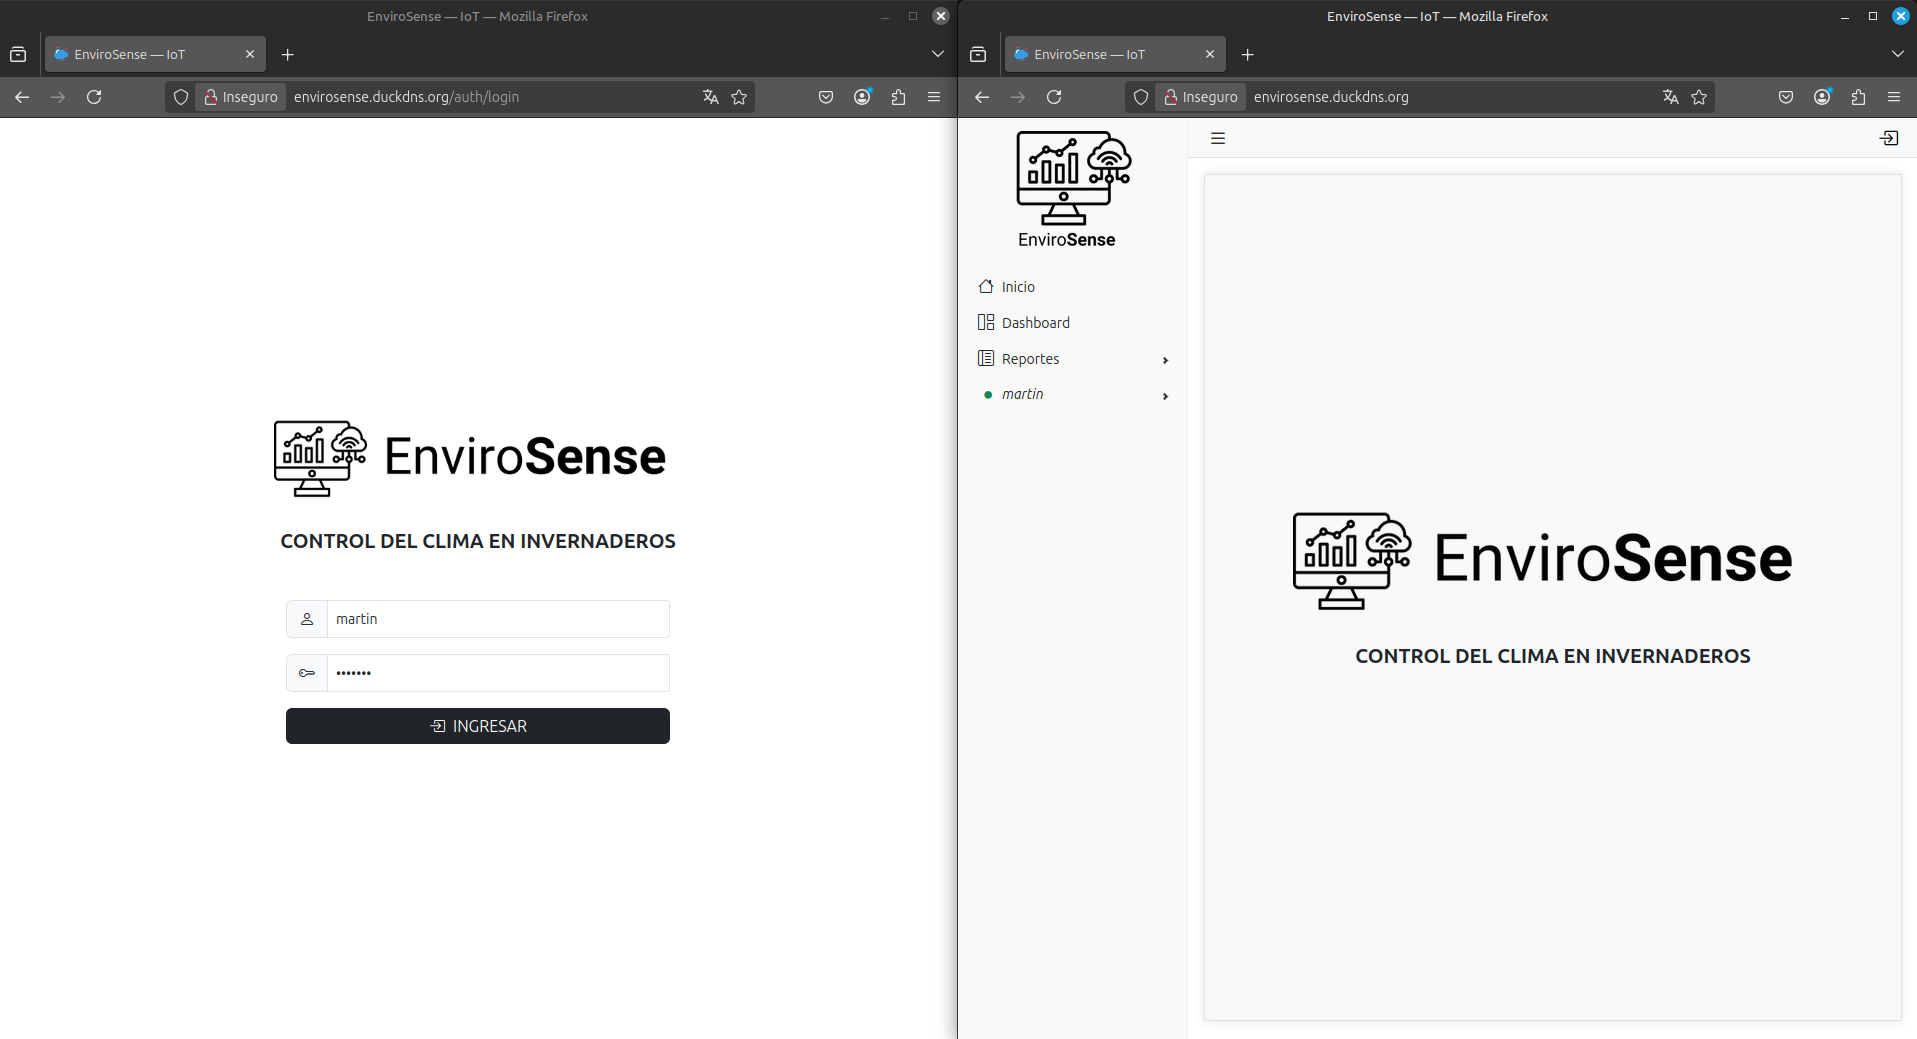 EnviroSense — IoT — Mozilla Firefox
EnviroSense — IoT
Inseguro envirosense.duckdns.org/auth/login
EnviroSense
CONTROL DEL CLIMA EN INVERNADEROS
martin
•••••••
INGRESAR
EnviroSense — IoT — Mozilla Firefox
EnviroSense — IoT
Inseguro envirosense.duckdns.org
EnviroSense
Inicio
Dashboard
Reportes
martin
EnviroSense
CONTROL DEL CLIMA EN INVERNADEROS